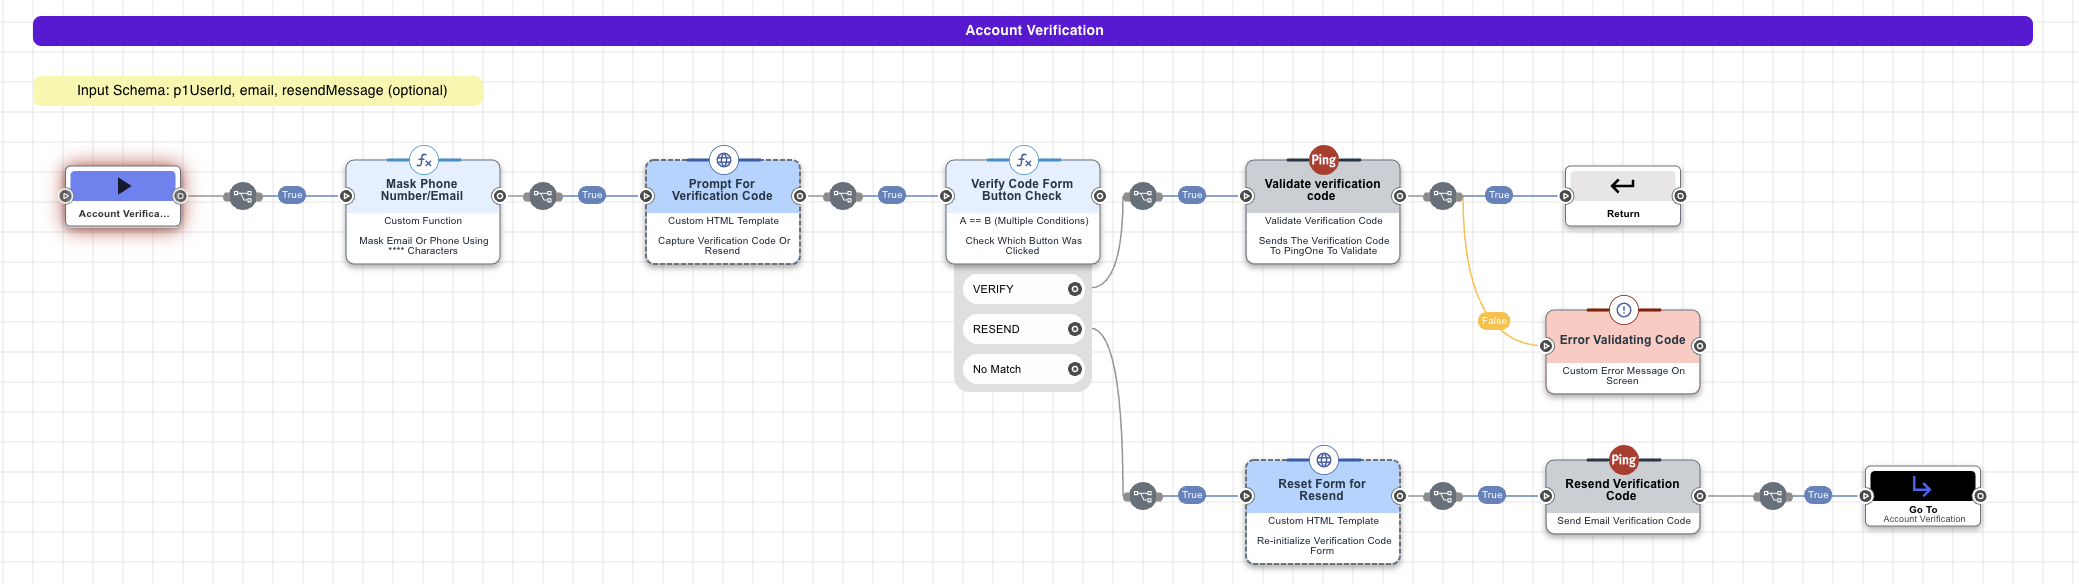 Account Verification
Input Schema: p1UserId, email, resendMessage (optional)
Account Verifica...
True
Mask Phone
Number/Email
Custom Function
Mask Email Or Phone Using
**** Characters
True
Prompt For
Verification Code
Custom HTML Template
Capture Verification Code Or
Resend
True
Verify Code Form
Button Check
A == B (Multiple Conditions)
Check Which Button Was
Clicked
VERIFY
RESEND
No Match
True
Ping
Validate verification
code
Validate Verification Code
Sends The Verification Code
To PingOne To Validate
True
Return
False
Error Validating Code
Custom Error Message On
Screen
True
Reset Form for
Resend
Custom HTML Template
Re-initialize Verification Code
Form
True
Ping
Resend Verification
Code
Send Email Verification Code
True
Go To
Account Verification